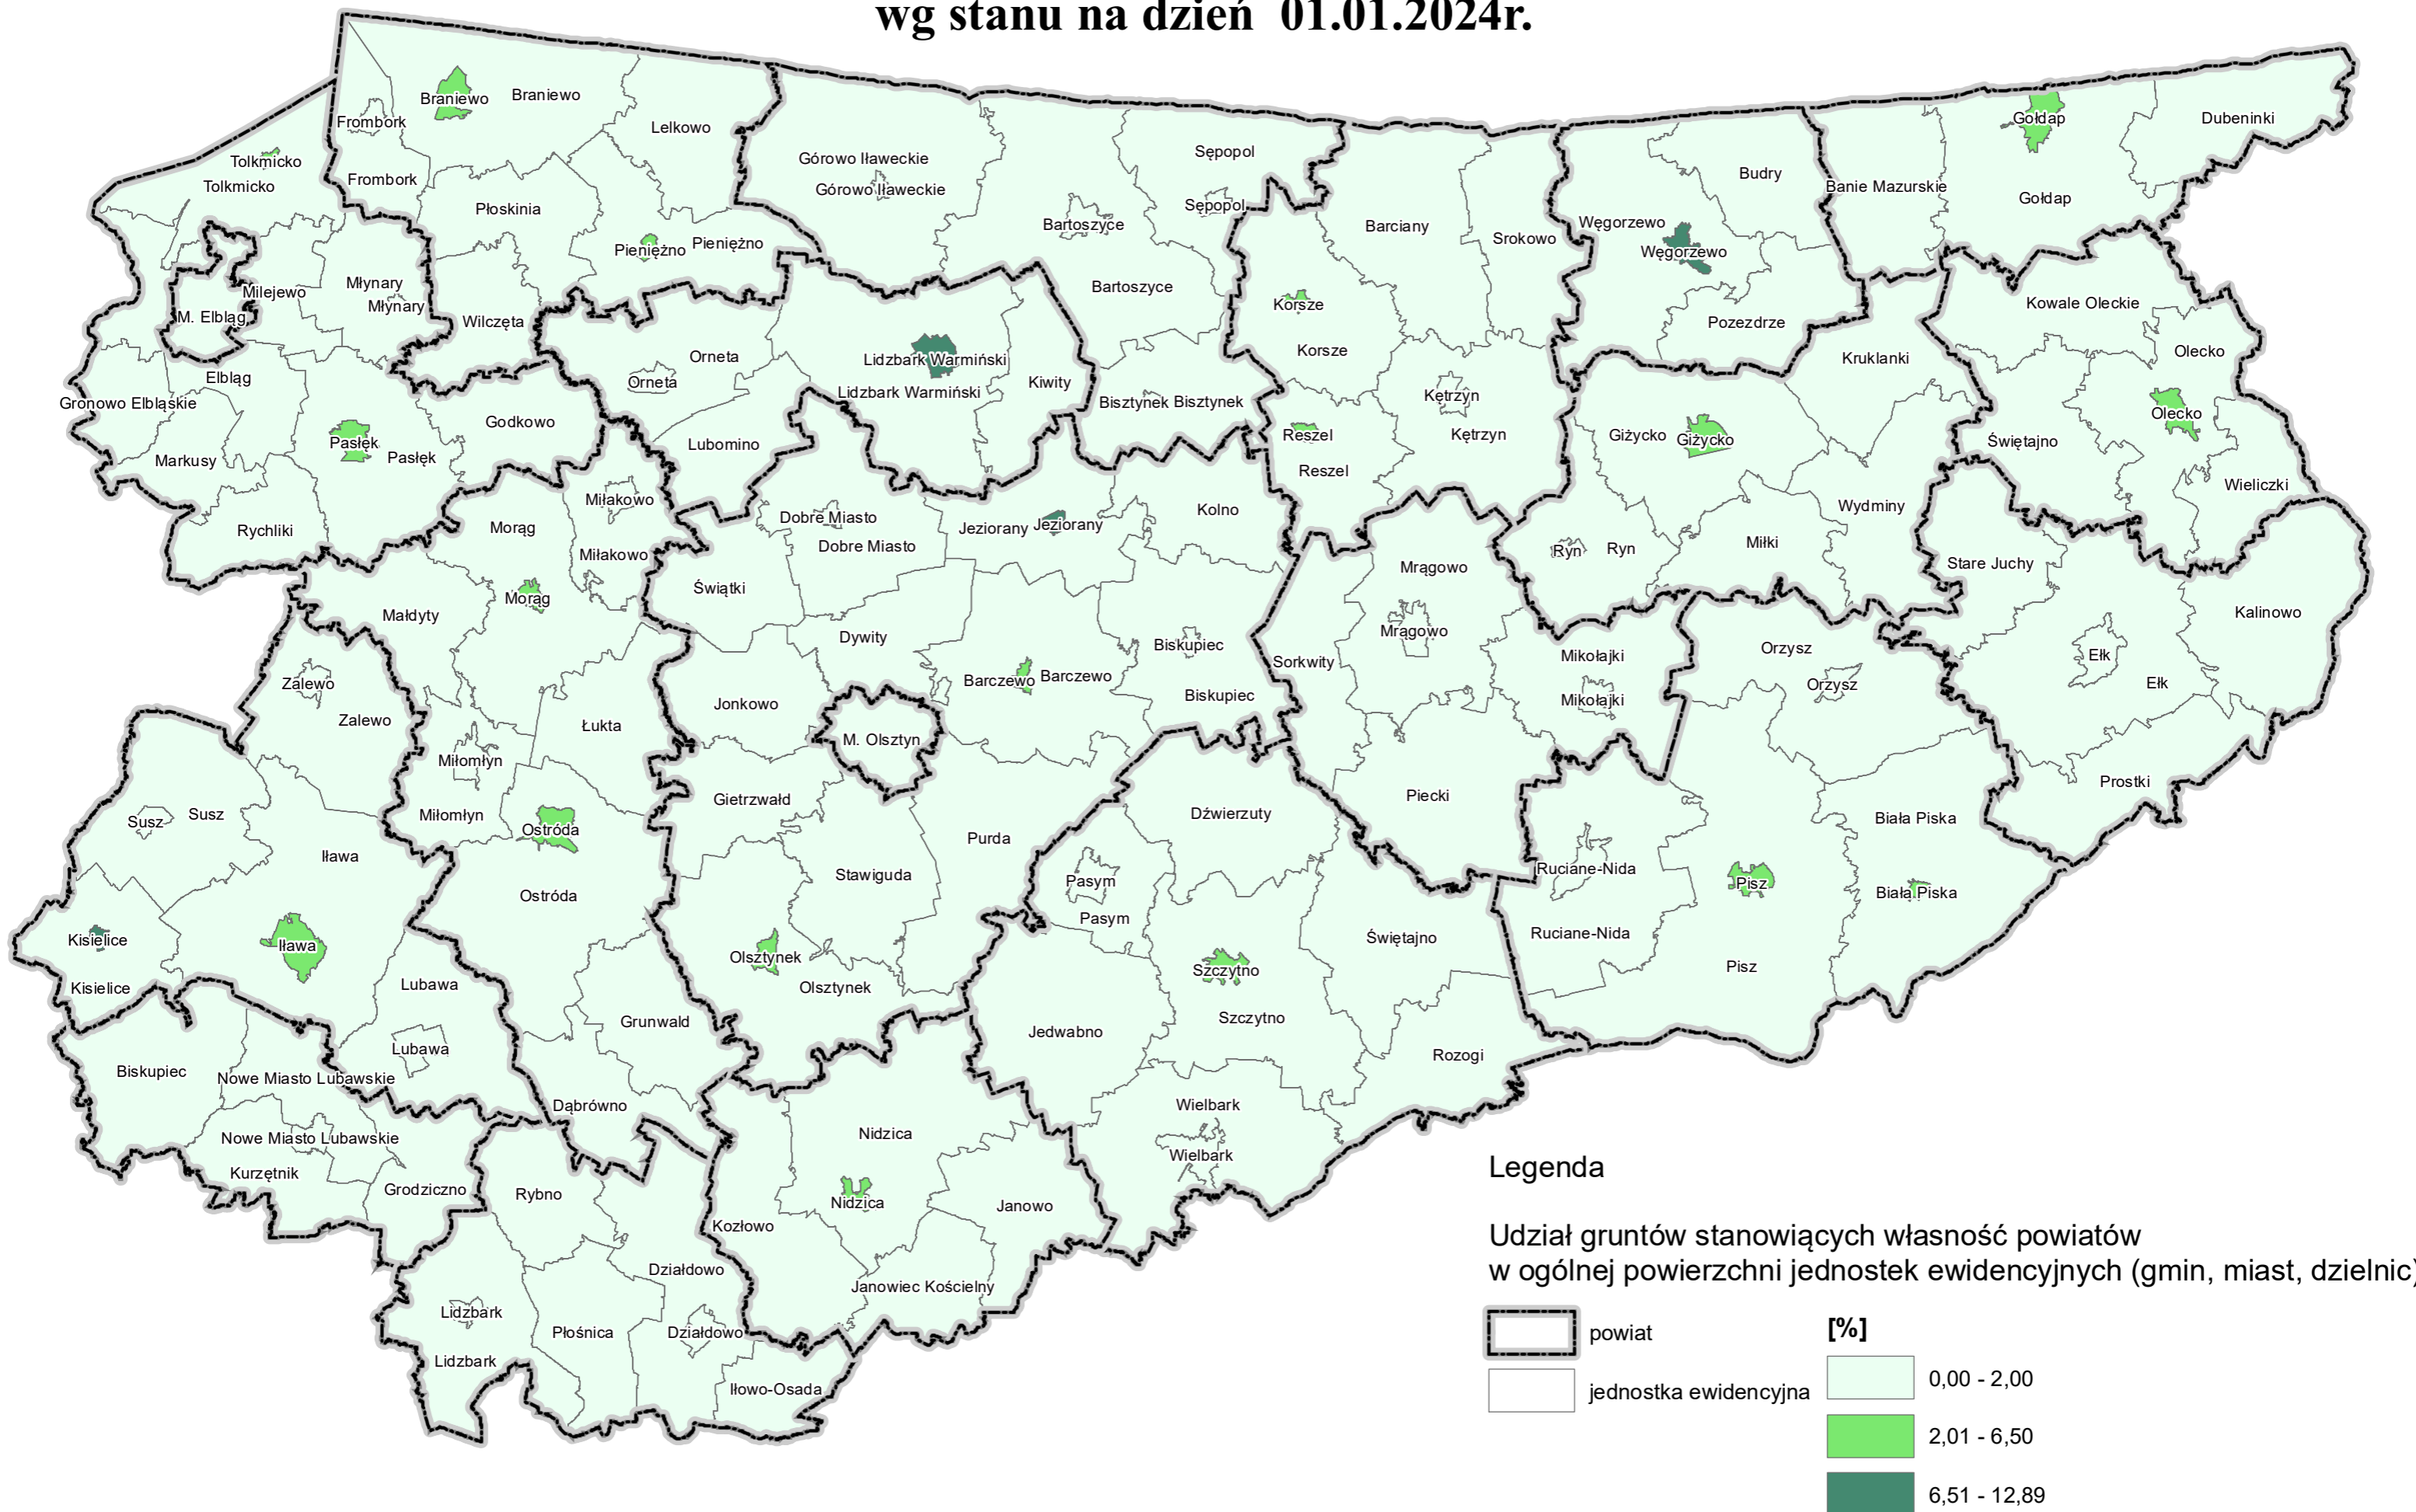 wg stanu na dzień 01.01.2024r.
Braniewo
Braniewo
Frombork
Lelkowo
Tolkmicko
Tolkmicko
Frombork
Płoskinia
Pieniężno
Pieniężno
Górowo Iławeckie
Górowo Iławeckie
Sępopol
Sępopol
Bartoszyce
Bartoszyce
Barciany
Srokowo
Budry
Węgorzewo
Węgorzewo
Banie Mazurskie
Gołdap
Gołdap
Dubeninki
Milejewo
Młynary
Młynary
M. Elbląg
Wilczęta
Korsze
Korsze
Pozezdrze
Kowale Oleckie
Kruklanki
Olecko
Olecko
Elbląg
Gronowo Elbląskie
Orneta
Orneta
Lidzbark Warmiński
Lidzbark Warmiński
Kiwity
Bisztynek
Bisztynek
Kętrzyn
Kętrzyn
Giżycko
Giżycko
Świętajno
Wieliczki
Godkowo
Pasłęk
Pasłęk
Markusy
Lubomino
Reszel
Reszel
Rychliki
Miłakowo
Morąg
Miłakowo
Dobre Miasto
Dobre Miasto
Jeziorany
Jeziorany
Kolno
Wydminy
Ryn
Ryn
Miłki
Stare Juchy
Mrągowo
Mrągowo
Kalinowo
Świątki
Morąg
Małdyty
Dywity
Biskupiec
Biskupiec
Sorkwity
Mikołajki
Mikołajki
Orzysz
Orzysz
Ełk
Ełk
Barczewo
Barczewo
Zalewo
Zalewo
Jonkowo
Łukta
M. Olsztyn
Miłomłyn
Miłomłyn
Prostki
Piecki
Gietrzwałd
Dźwierzuty
Susz
Susz
Biała Piska
Biała Piska
Ostróda
Ostróda
Purda
Iława
Iława
Stawiguda
Pasym
Pasym
Ruciane-Nida
Ruciane-Nida
Pisz
Pisz
Kisielice
Kisielice
Olsztynek
Olsztynek
Szczytno
Szczytno
Świętajno
Lubawa
Lubawa
Grunwald
Jedwabno
Rozogi
Biskupiec
Nowe Miasto Lubawskie
Nowe Miasto Lubawskie
Dąbrówno
Wielbark
Wielbark
Nidzica
Nidzica
Kurzętnik
Grodziczno
Rybno
Kozłowo
Janowo
Działdowo
Działdowo
Janowiec Kościelny
Lidzbark
Lidzbark
Płośnica
Iłowo-Osada
Legenda
Udział gruntów stanowiących własność powiatów
w ogólnej powierzchni jednostek ewidencyjnych (gmin, miast, dzielnic)
powiat
jednostka ewidencyjna
[%]
0,00 - 2,00
2,01 - 6,50
6,51 - 12,89